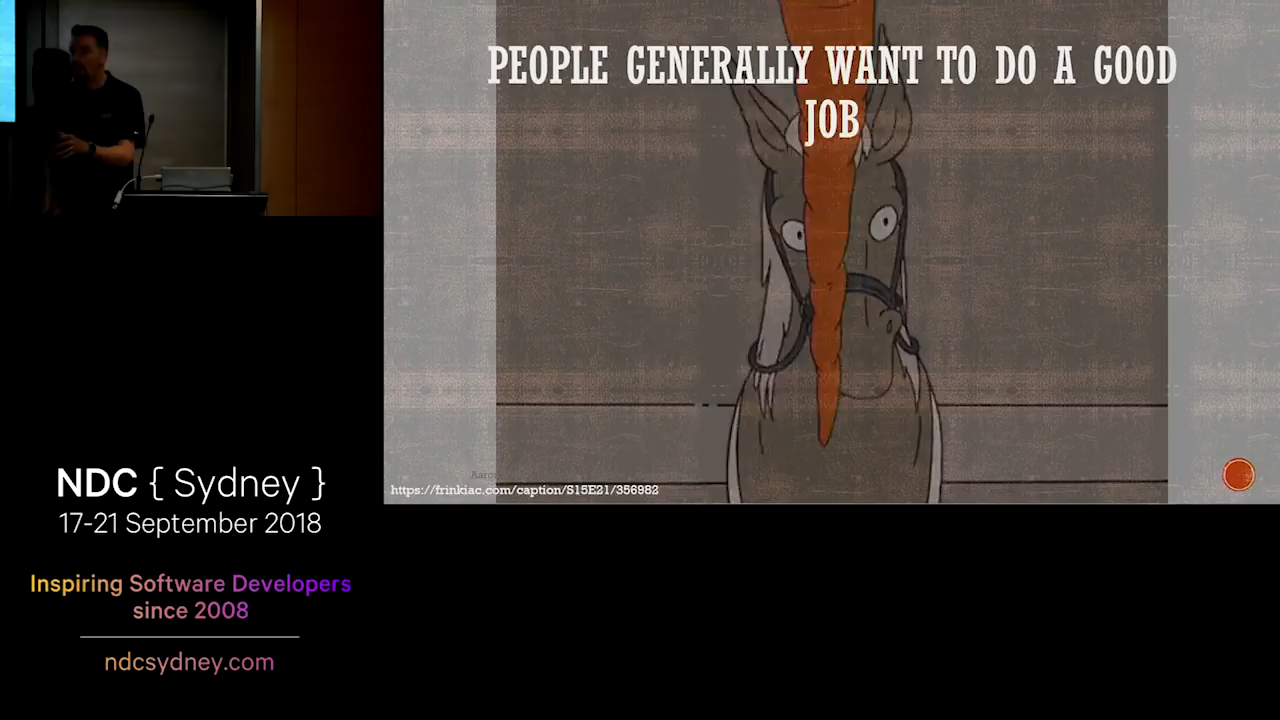 PEOPLE GENERALLY WANT TO DO A GOOD
JOB
https://frinkiac.com/caption/S15E21/356982
NDC { Sydney }
17-21 September 2018
Inspiring Software Developers
since 2008
ndcsydney.com